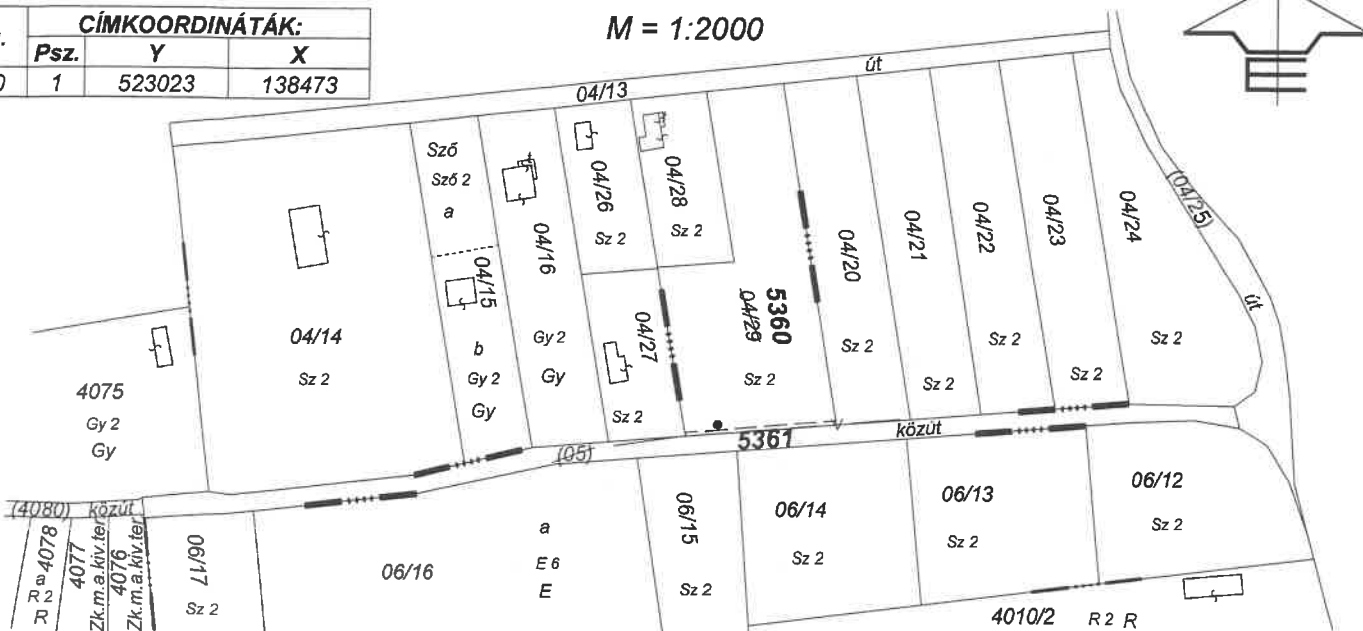 CÍMKOORDINÁTÁK:
Psz. Y X
1 523023 138473
M = 1:2000
04/13
út
Sző
Sző 2
a
04/15
b
Gy 2
Gy
04/16
Gy 2
Gy
04/26
Sz 2
04/28
Sz 2
04/27
Sz 2
5360
04/29
Sz 2
04/20
Sz 2
04/21
Sz 2
04/22
Sz 2
04/23
Sz 2
04/24
Sz 2
(04/25)
út
04/14
Sz 2
4075
Gy 2
Gy
(05)
5361
közút
(4080) közút
4078
a
R 2
R
4077
Zk.m.a.kiv.ter
4076
Zk.m.a.kiv.ter
06/17
Sz 2
06/16
a
E 6
E
06/15
Sz 2
06/14
Sz 2
06/13
Sz 2
06/12
Sz 2
4010/2 R 2 R